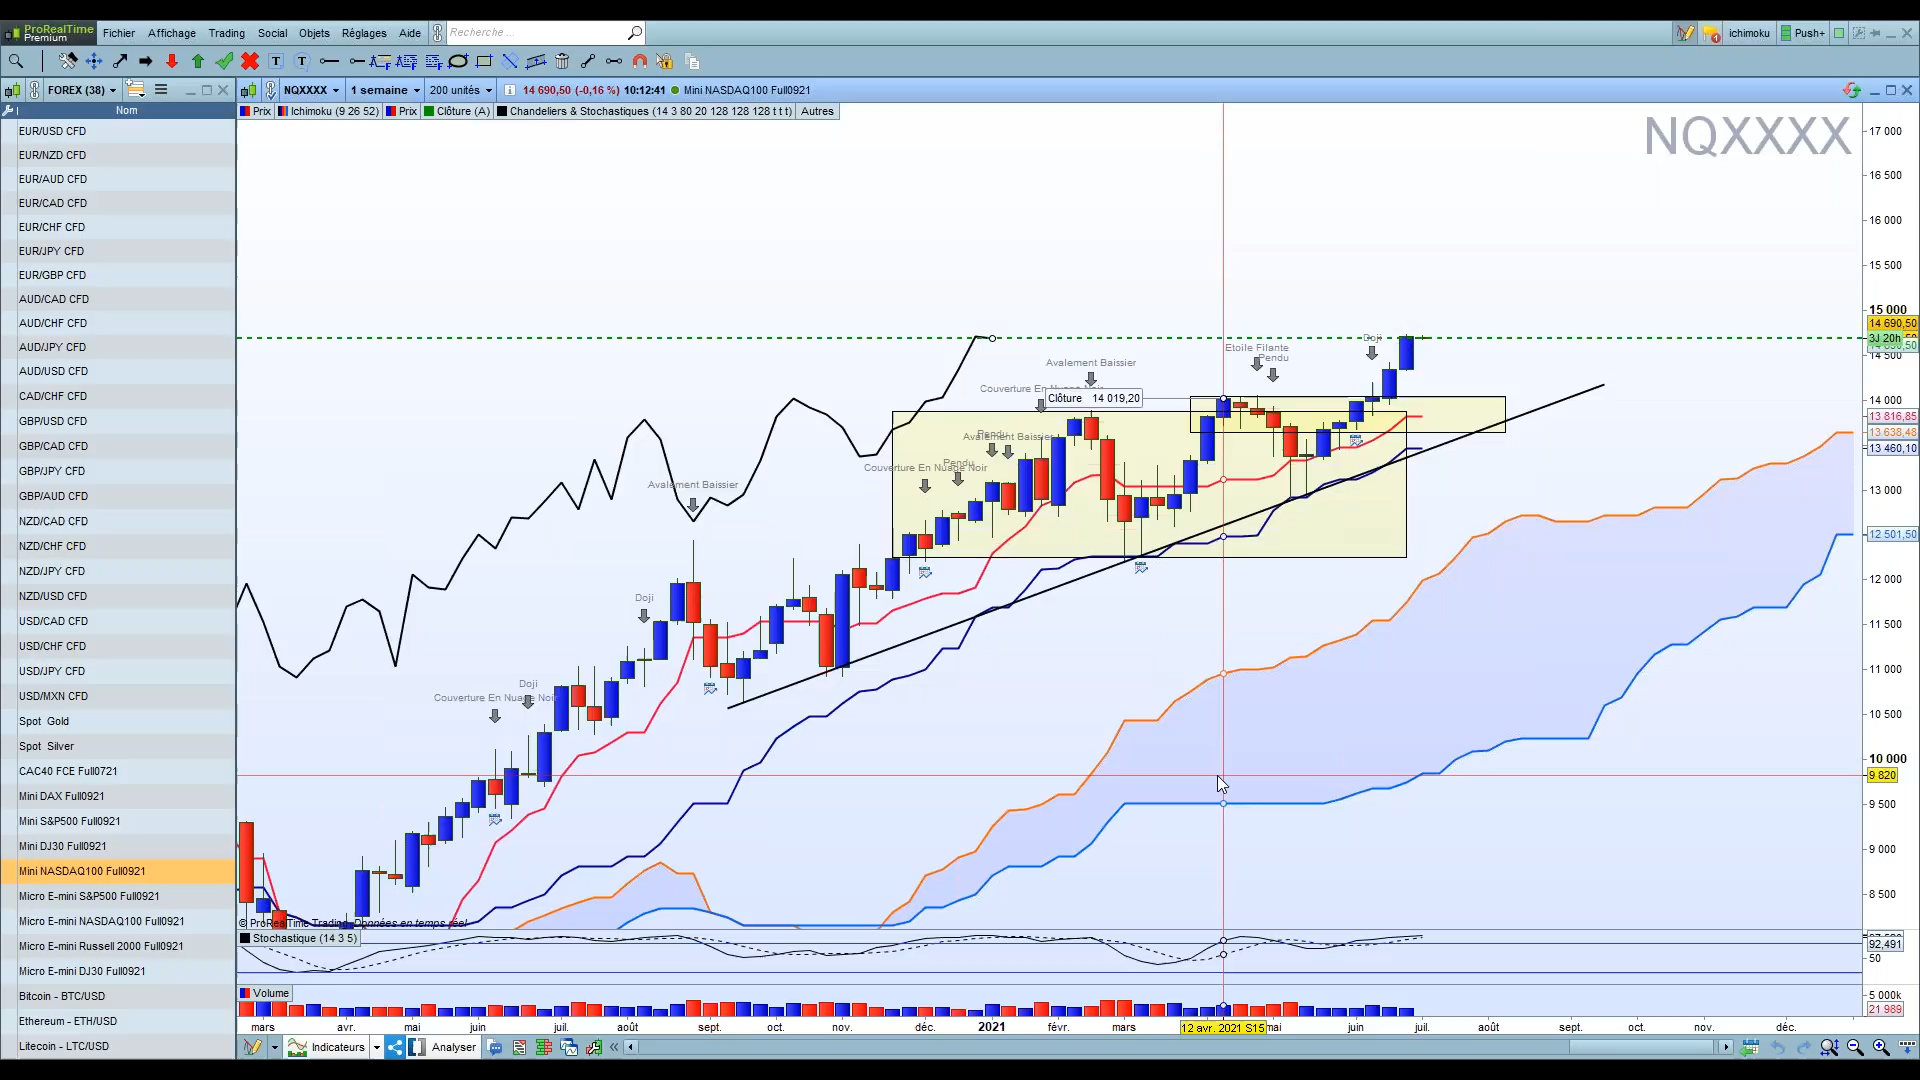 ProRealTime
Premium
Fichier Affichage Trading Social Objets Réglages Aide
Recherche ...
1
ichimoku
Push+
FOREX (38)
NQXXXX 1 semaine 200 unités
14 690,50 (-0,16 %) 10:12:41 Mini NASDAQ100 Full0921
Nom
Prix Ichimoku (9 26 52) Prix Clôture (A) Chandeliers & Stochastiques (14 3 80 20 128 128 128 t t t) Autres
NQXXXX
EUR/USD CFD
EUR/NZD CFD
EUR/AUD CFD
EUR/CAD CFD
EUR/CHF CFD
EUR/JPY CFD
EUR/GBP CFD
AUD/CAD CFD
AUD/CHF CFD
AUD/JPY CFD
AUD/USD CFD
CAD/CHF CFD
GBP/USD CFD
GBP/CAD CFD
GBP/JPY CFD
GBP/AUD CFD
NZD/CAD CFD
NZD/CHF CFD
NZD/JPY CFD
NZD/USD CFD
USD/CAD CFD
USD/CHF CFD
USD/JPY CFD
USD/MXN CFD
Spot Gold
Spot Silver
CAC40 FCE Full0721
Mini DAX Full0921
Mini S&P500 Full0921
Mini DJ30 Full0921
Mini NASDAQ100 Full0921
Micro E-mini S&P500 Full0921
Micro E-mini NASDAQ100 Full0921
Micro E-mini Russell 2000 Full0921
Micro E-mini DJ30 Full0921
Bitcoin - BTC/USD
Ethereum - ETH/USD
Litecoin - LTC/USD
17 000
16 500
16 000
15 500
15 000
14 690,50
3J 20h
14 500
14 000
13 816,85
13 638,48
13 460,10
13 000
12 501,50
12 000
11 500
11 000
10 500
10 000
9 820
9 500
9 000
8 500
Etoile Filante
Pendu
Doji
Avalement Baissier
Clôture 14 019,20
Pendu
Avalement Baissier
Pendu
Couverture En Nuage Noir
Avalement Baissier
Doji
Doji
Couverture En Nuage Noir
© ProRealTime Trading Données en temps réel
Stochastique (14 3 5)
92,491
50
Volume
5 000k
21 989
mars avr. mai juin juil. août sept. oct. nov. déc. 2021 févr. mars 12 avr. 2021 S15 mai juin juil. août sept. oct. nov. déc.
Indicateurs
Analyser